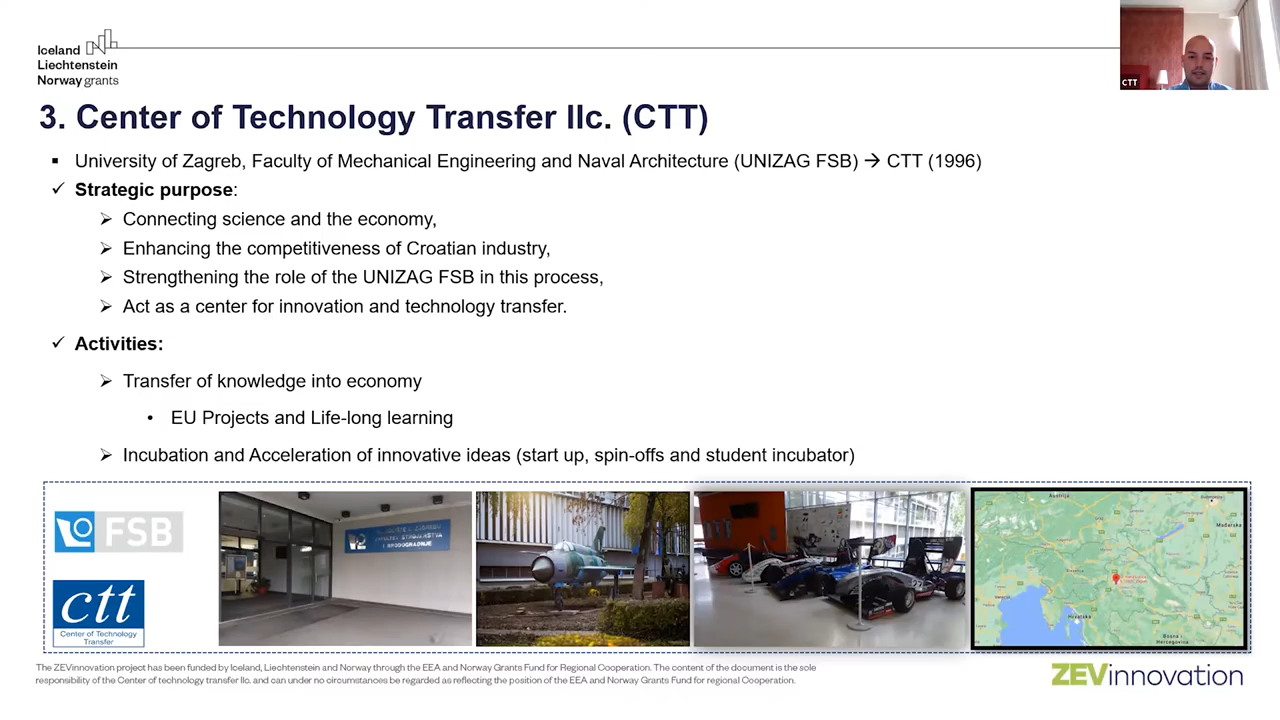 Iceland
Liechtenstein
Norway grants
CTT
3. Center of Technology Transfer llc. (CTT)
▪ University of Zagreb, Faculty of Mechanical Engineering and Naval Architecture (UNIZAG FSB) → CTT (1996)
✓ Strategic purpose:
➢ Connecting science and the economy,
➢ Enhancing the competitiveness of Croatian industry,
➢ Strengthening the role of the UNIZAG FSB in this process,
➢ Act as a center for innovation and technology transfer.
✓ Activities:
➢ Transfer of knowledge into economy
• EU Projects and Life-long learning
➢ Incubation and Acceleration of innovative ideas (start up, spin-offs and student incubator)
FSB
ctt
Center of Technology
Transfer
I BRODOGRADNJE
Austrija
Mađarska
Hrvatska
Bosna i
Hercegovina
The ZEVinnovation project has been funded by Iceland, Liechtenstein and Norway through the EEA and Norway Grants Fund for Regional Cooperation. The content of the document is the sole
responsibility of the Center of technology transfer llc. and can under no circumstances be regarded as reflecting the position of the EEA and Norway Grants Fund for regional Cooperation.
ZEVinnovation